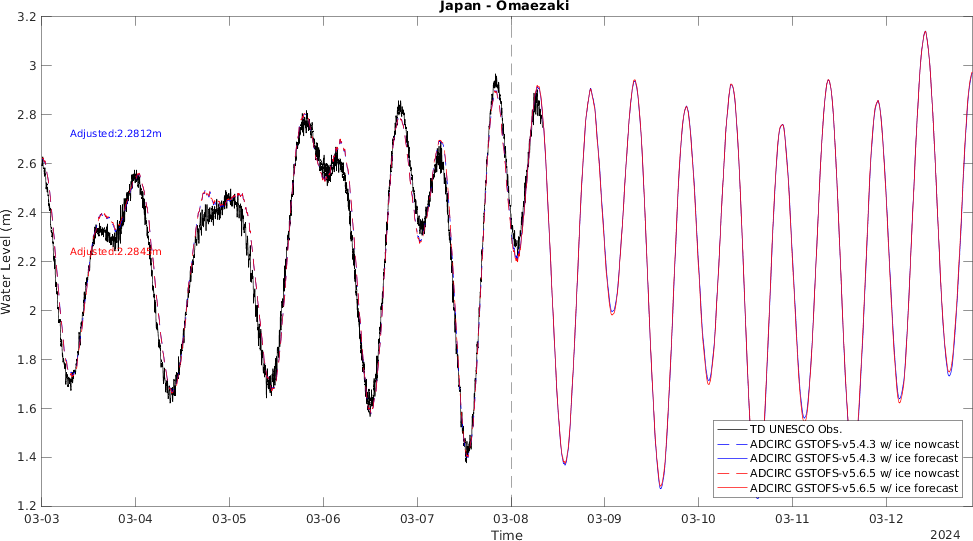 Japan - Omaezaki
Water Level (m)
3.2
3
2.8
2.6
2.4
2.2
2
1.8
1.6
1.4
1.2
Adjusted:2.2812m
Adjusted:2.2845m
TD UNESCO Obs.
ADCIRC GSTOFS-v5.4.3 w/ ice nowcast
ADCIRC GSTOFS-v5.4.3 w/ ice forecast
ADCIRC GSTOFS-v5.6.5 w/ ice nowcast
ADCIRC GSTOFS-v5.6.5 w/ ice forecast
03-03 03-04 03-05 03-06 03-07 03-08 03-09 03-10 03-11 03-12
Time
2024